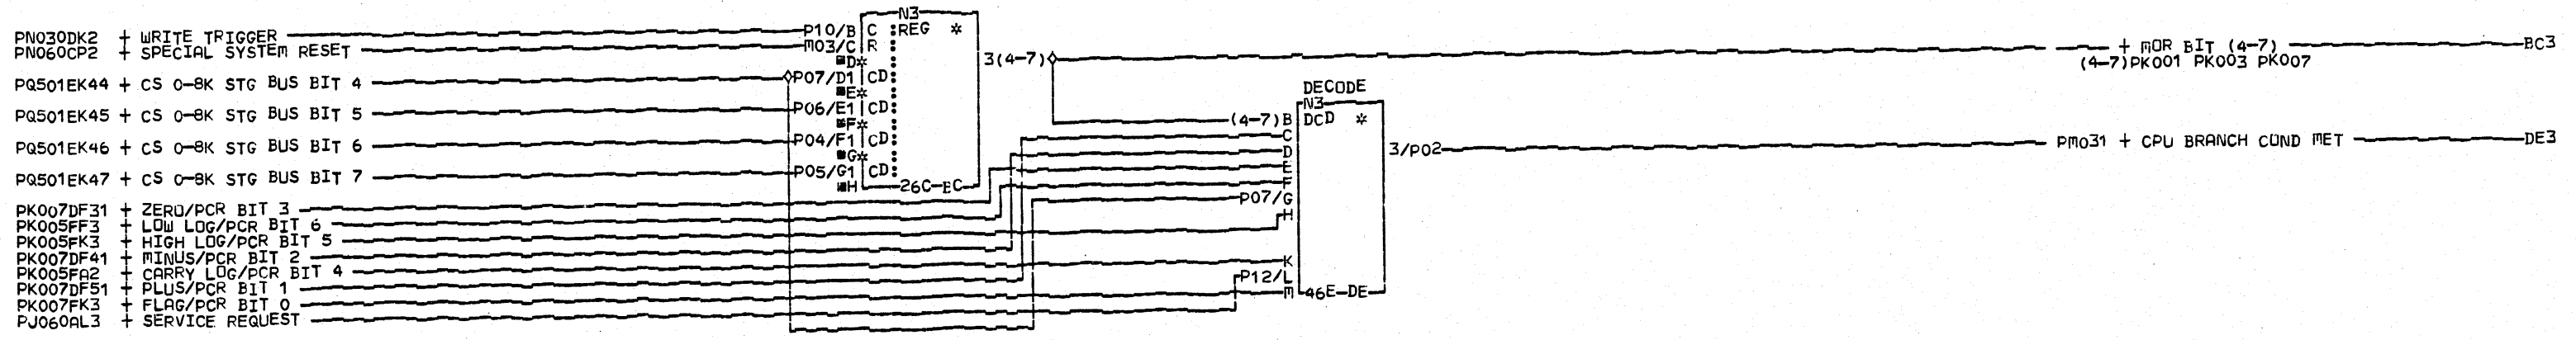 N3
PN030DK2 + WRITE TRIGGER P10/B C REG *
PN060CP2 + SPECIAL SYSTEM RESET M03/C R
+ MOR BIT (4-7) BC3
D* 3(4-7)
(4-7)PK001 PK003 PK007
PQ501EK44 + CS 0-8K STG BUS BIT 4 P07/D1 CD
DECODE
E*
N3
PQ501EK45 + CS 0-8K STG BUS BIT 5 P06/E1 CD
(4-7)B DCD *
F*
C
PQ501EK46 + CS 0-8K STG BUS BIT 6 P04/F1 CD
3/P02 PM031 + CPU BRANCH COND MET DE3
G*
D
E
PQ501EK47 + CS 0-8K STG BUS BIT 7 P05/G1 CD
H 26C-EC
F
P07/G
PK007DF31 + ZERO/PCR BIT 3
H
PK005FF3 + LOW LOG/PCR BIT 6
PK005FK3 + HIGH LOG/PCR BIT 5
PK007DF41 + MINUS/PCR BIT 2
K
PK005FA2 + CARRY LOG/PCR BIT 4
P12/L
PK007DF51 + PLUS/PCR BIT 1
M 46E-DE
PK007FK3 + FLAG/PCR BIT 0
PJ060AL3 + SERVICE REQUEST